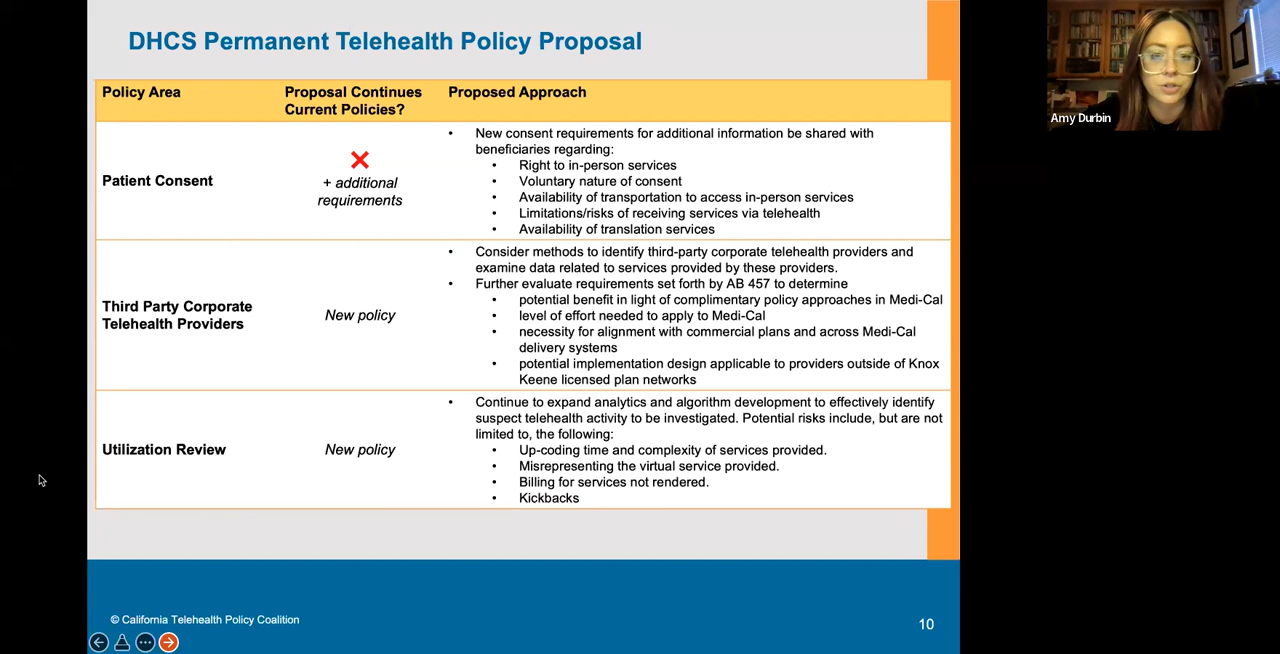 DHCS Permanent Telehealth Policy Proposal
Policy Area
Proposal Continues
Current Policies?
Proposed Approach
Patient Consent
+ additional
requirements
• New consent requirements for additional information be shared with
beneficiaries regarding:
• Right to in-person services
• Voluntary nature of consent
• Availability of transportation to access in-person services
• Limitations/risks of receiving services via telehealth
• Availability of translation services
Third Party Corporate
Telehealth Providers
New policy
• Consider methods to identify third-party corporate telehealth providers and
examine data related to services provided by these providers.
• Further evaluate requirements set forth by AB 457 to determine
• potential benefit in light of complimentary policy approaches in Medi-Cal
• level of effort needed to apply to Medi-Cal
• necessity for alignment with commercial plans and across Medi-Cal
delivery systems
• potential implementation design applicable to providers outside of Knox
Keene licensed plan networks
Utilization Review
New policy
• Continue to expand analytics and algorithm development to effectively identify
suspect telehealth activity to be investigated. Potential risks include, but are not
limited to, the following:
• Up-coding time and complexity of services provided.
• Misrepresenting the virtual service provided.
• Billing for services not rendered.
• Kickbacks
© California Telehealth Policy Coalition
10
Amy Durbin